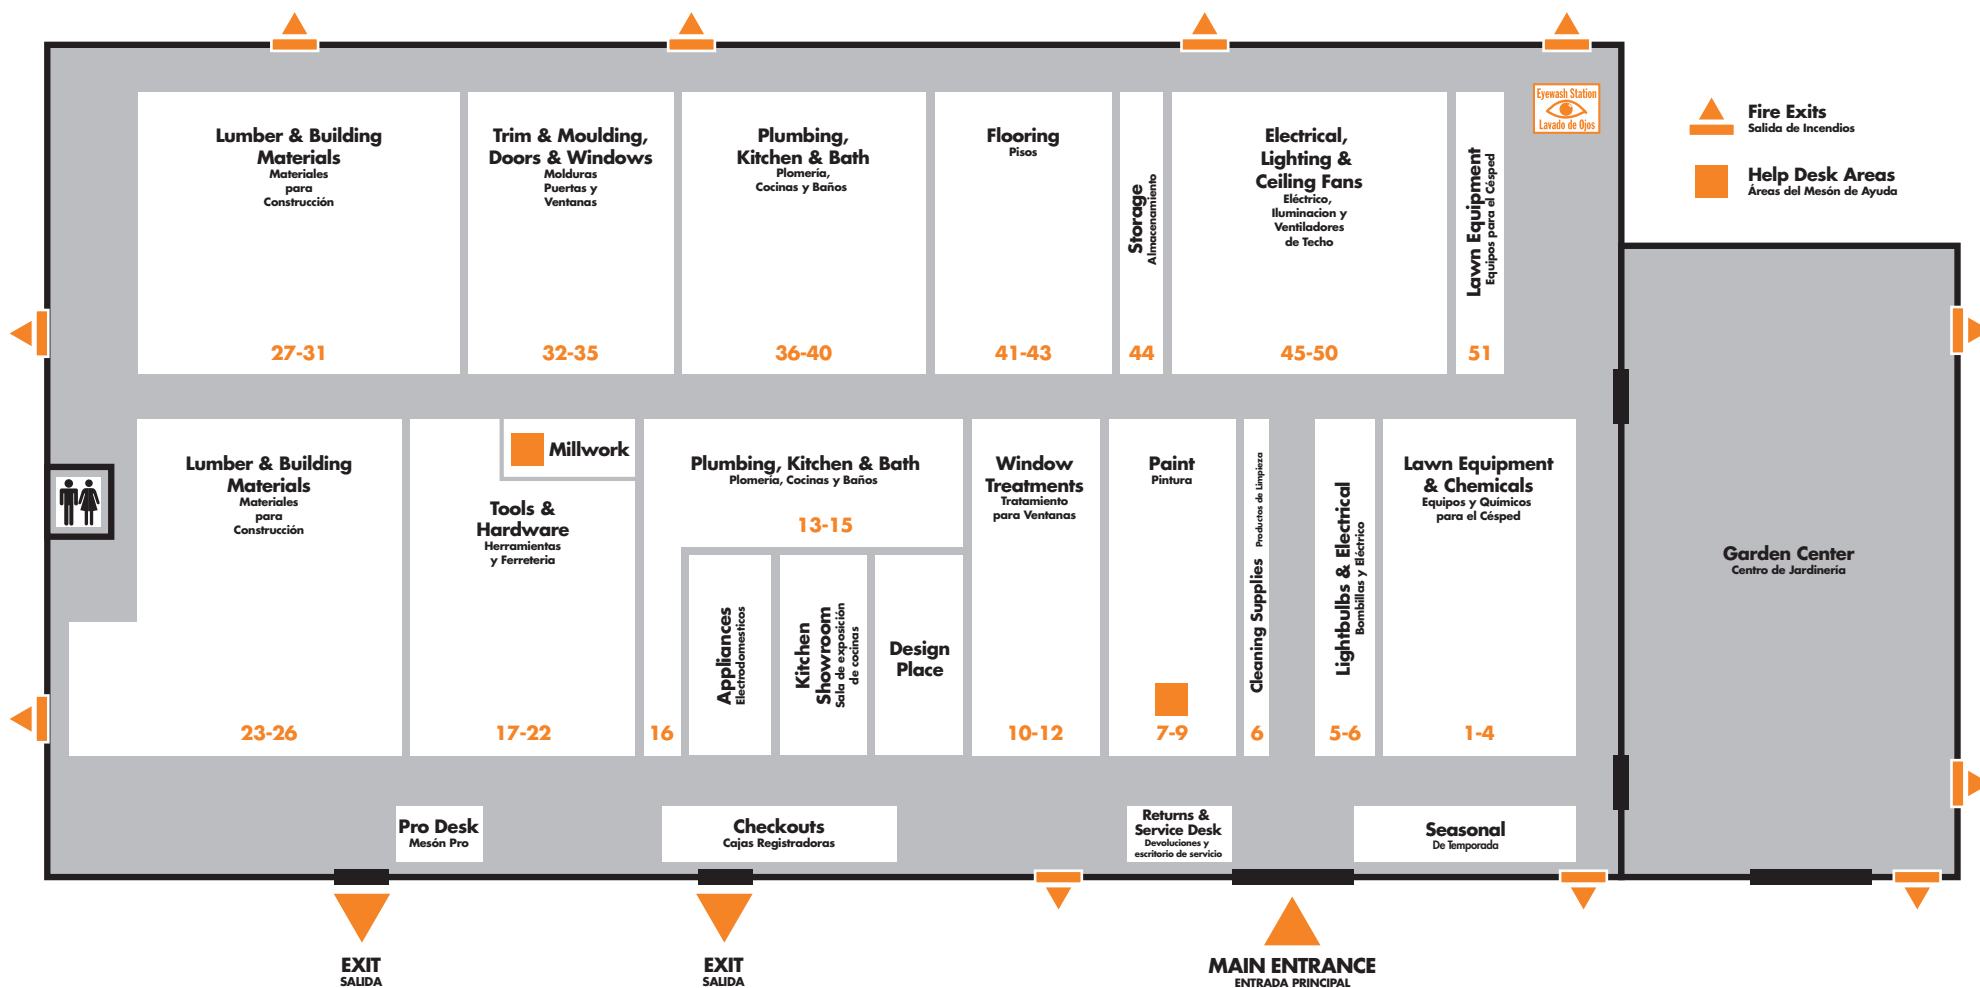 Eyewash Station
Lavado de Ojos
Fire Exits
Salida de Incendios
Help Desk Areas
Áreas del Mesón de Ayuda
Lumber & Building
Materials
Materiales
para
Construcción
27-31
Trim & Moulding,
Doors & Windows
Molduras
Puertas y
Ventanas
32-35
Plumbing,
Kitchen & Bath
Plomería,
Cocinas y Baños
36-40
Flooring
Pisos
41-43
Storage
Almacenamiento
44
Electrical,
Lighting &
Ceiling Fans
Eléctrico,
Iluminacion y
Ventiladores
de Techo
45-50
Lawn Equipment
Equipos para el Césped
51
Lumber & Building
Materials
Materiales
para
Construcción
23-26
Millwork
Tools &
Hardware
Herramientas
y Ferreteria
17-22
Plumbing, Kitchen & Bath
Plomería, Cocinas y Baños
13-15
16
Appliances
Electrodomesticos
Kitchen
Showroom
Sala de exposición
de cocinas
Design
Place
Window
Treatments
Tratamiento
para Ventanas
10-12
Paint
Pintura
7-9
Cleaning Supplies Productos de Limpieza
6
Lightbulbs & Electrical
Bombillas y Eléctrico
5-6
Lawn Equipment
& Chemicals
Equipos y Químicos
para el Césped
1-4
Garden Center
Centro de Jardinería
Pro Desk
Mesón Pro
Checkouts
Cajas Registradoras
Returns &
Service Desk
Devoluciones y
escritorio de servicio
Seasonal
De Temporada
EXIT
SALIDA
EXIT
SALIDA
MAIN ENTRANCE
ENTRADA PRINCIPAL